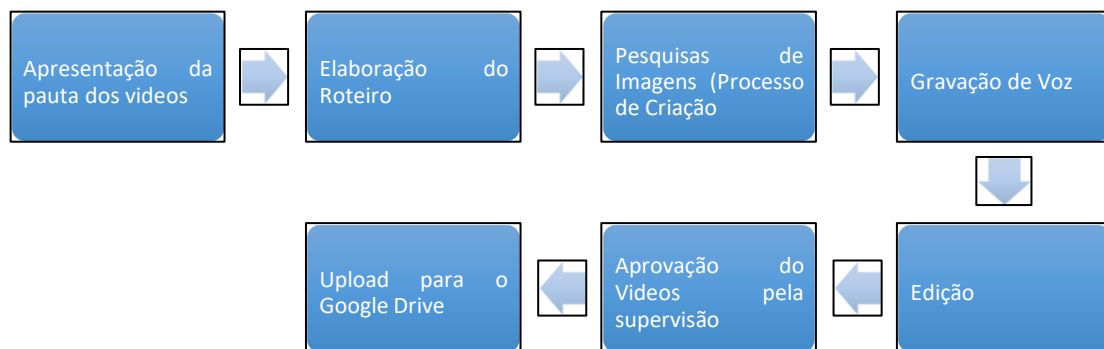 Apresentação da
pauta dos videos
Elaboração do
Roteiro
Pesquisas de
Imagens (Processo
de Criação
Gravação de Voz
Edição
Aprovação do
Videos pela
supervisão
Upload para o
Google Drive